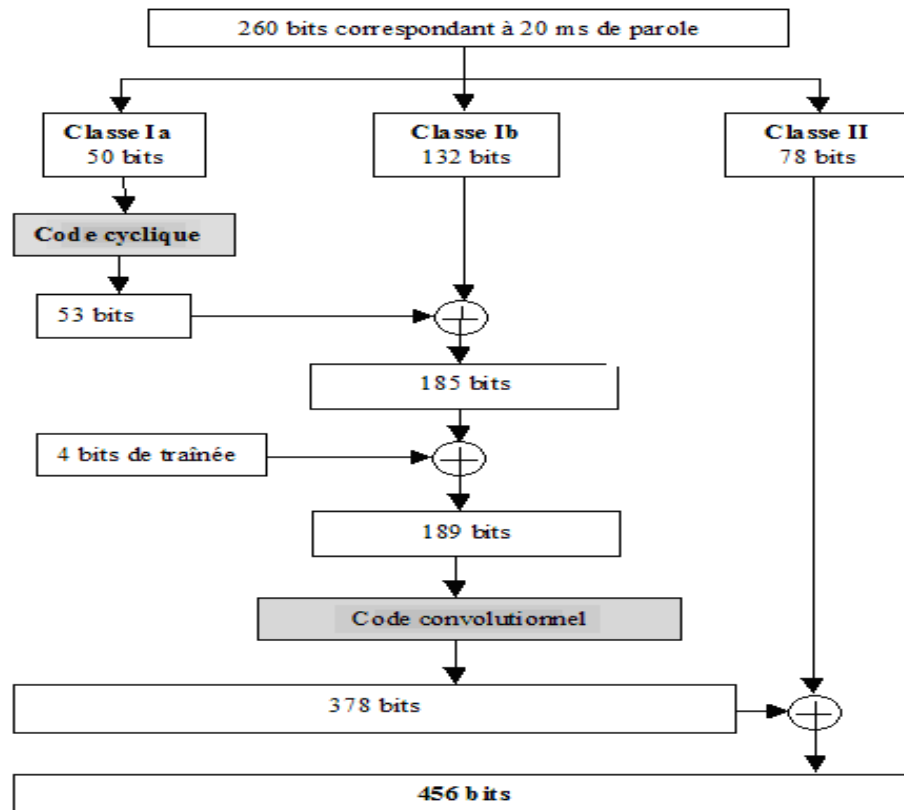 260 bits correspondant à 20 ms de parole
Classe Ia
50 bits
Classe Ib
132 bits
Classe II
78 bits
Code cyclique
53 bits
185 bits
4 bits de traînée
189 bits
Code convolutionnel
378 bits
456 bits